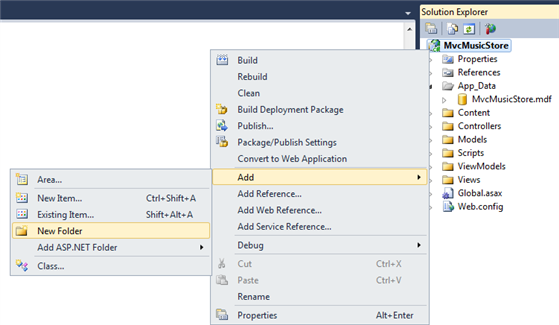 Solution Explorer
MvcMusicStore
Properties
References
App_Data
MvcMusicStore.mdf
Content
Controllers
Models
Scripts
ViewModels
Views
Global.asax
Web.config
Build
Rebuild
Clean
Build Deployment Package
Publish...
Package/Publish Settings
Convert to Web Application
Add
Add Reference...
Add Web Reference...
Add Service Reference...
Debug
Cut Ctrl+X
Paste Ctrl+V
Rename
Properties Alt+Enter
Area...
New Item... Ctrl+Shift+A
Existing Item... Shift+Alt+A
New Folder
Add ASP.NET Folder
Class...